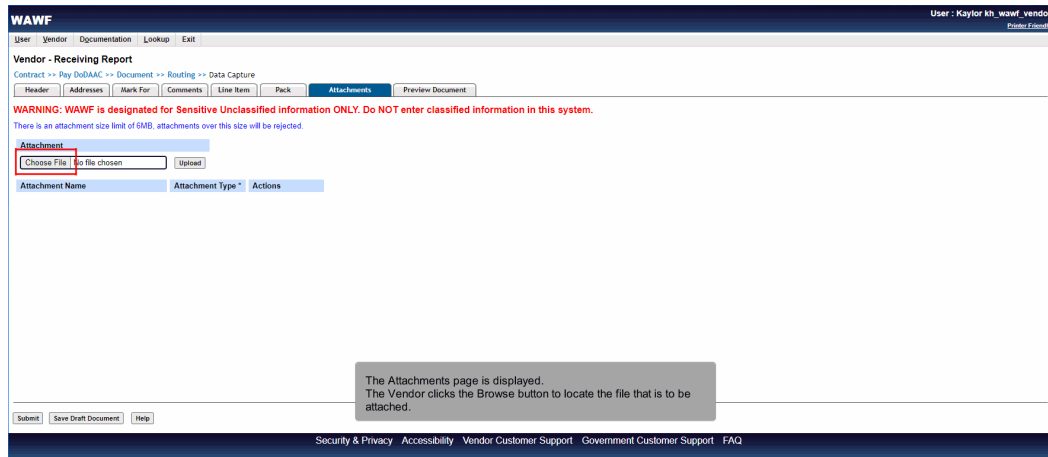 WAWF
User : Kaylor kh_wawf_vendo
Printer Friendl
User Vendor Documentation Lookup Exit
Vendor - Receiving Report
Contract >> Pay DoDAAC >> Document >> Routing >> Data Capture
Header Addresses Mark For Comments Line Item Pack Attachments Preview Document
WARNING: WAWF is designated for Sensitive Unclassified information ONLY. Do NOT enter classified information in this system.
There is an attachment size limit of 6MB, attachments over this size will be rejected.
Attachment
Choose File No file chosen Upload
Attachment Name Attachment Type * Actions
The Attachments page is displayed.
The Vendor clicks the Browse button to locate the file that is to be
attached.
Submit Save Draft Document Help
Security & Privacy Accessibility Vendor Customer Support Government Customer Support FAQ